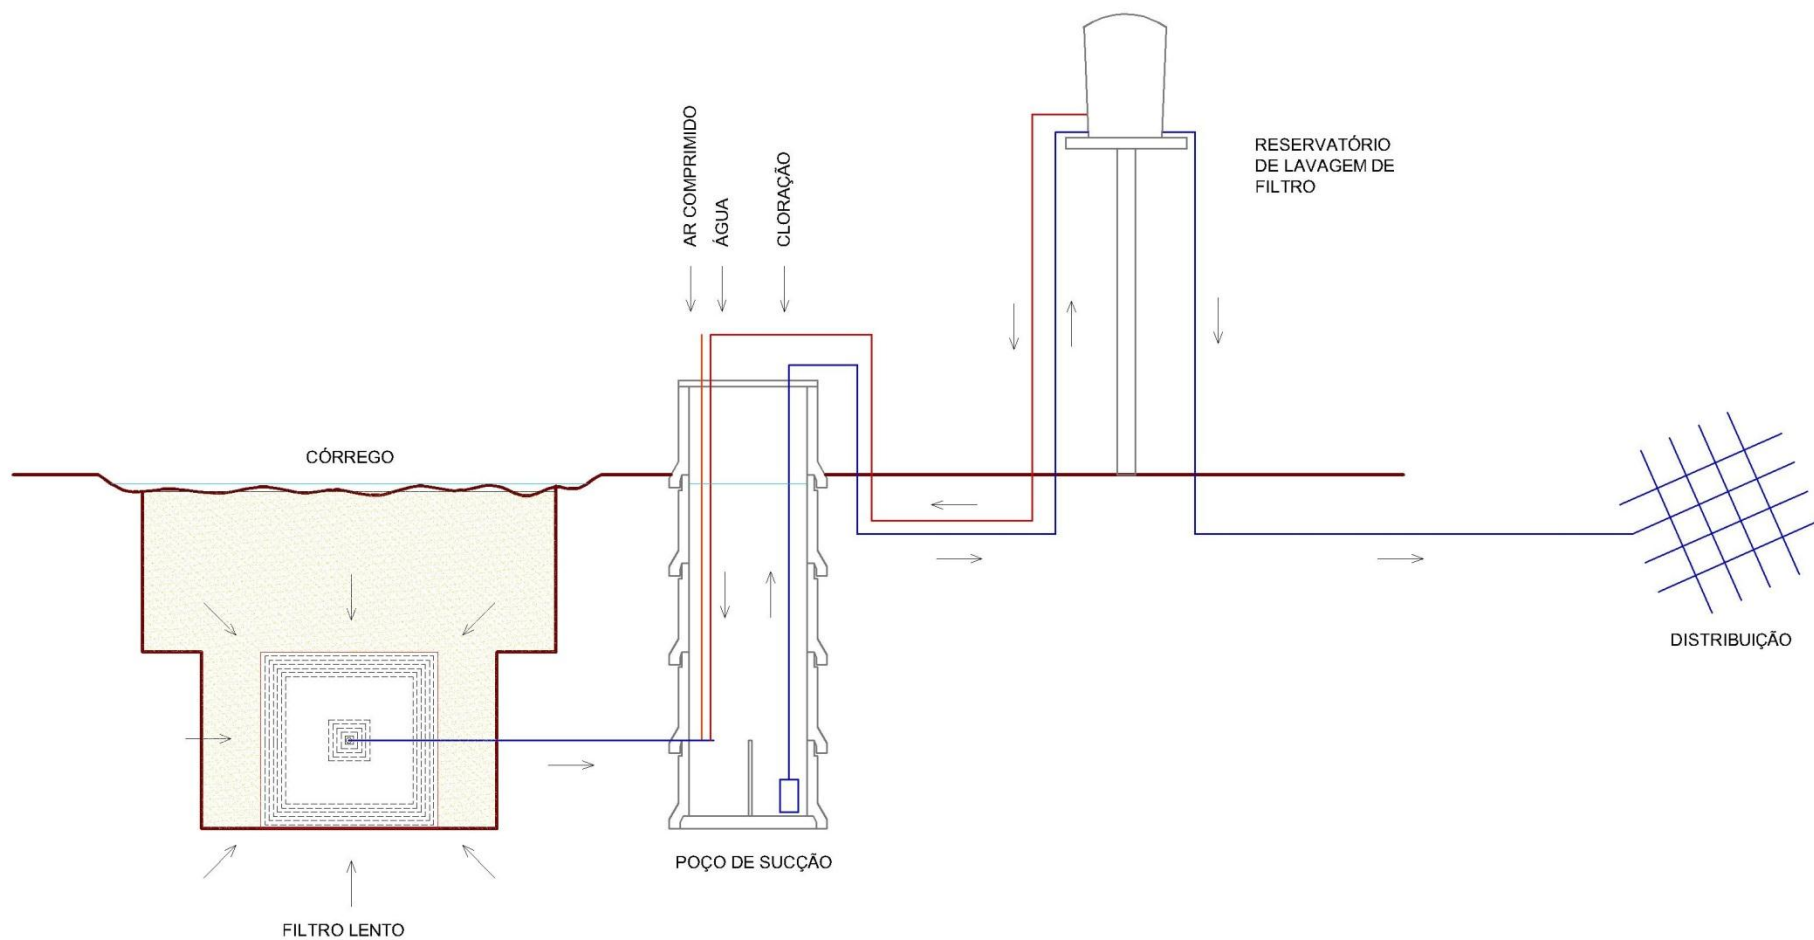 AR COMPRIMIDO
ÁGUA
CLORAÇÃO
RESERVATÓRIO
DE LAVAGEM DE
FILTRO
CÓRREGO
DISTRIBUIÇÃO
POÇO DE SUCÇÃO
FILTRO LENTO